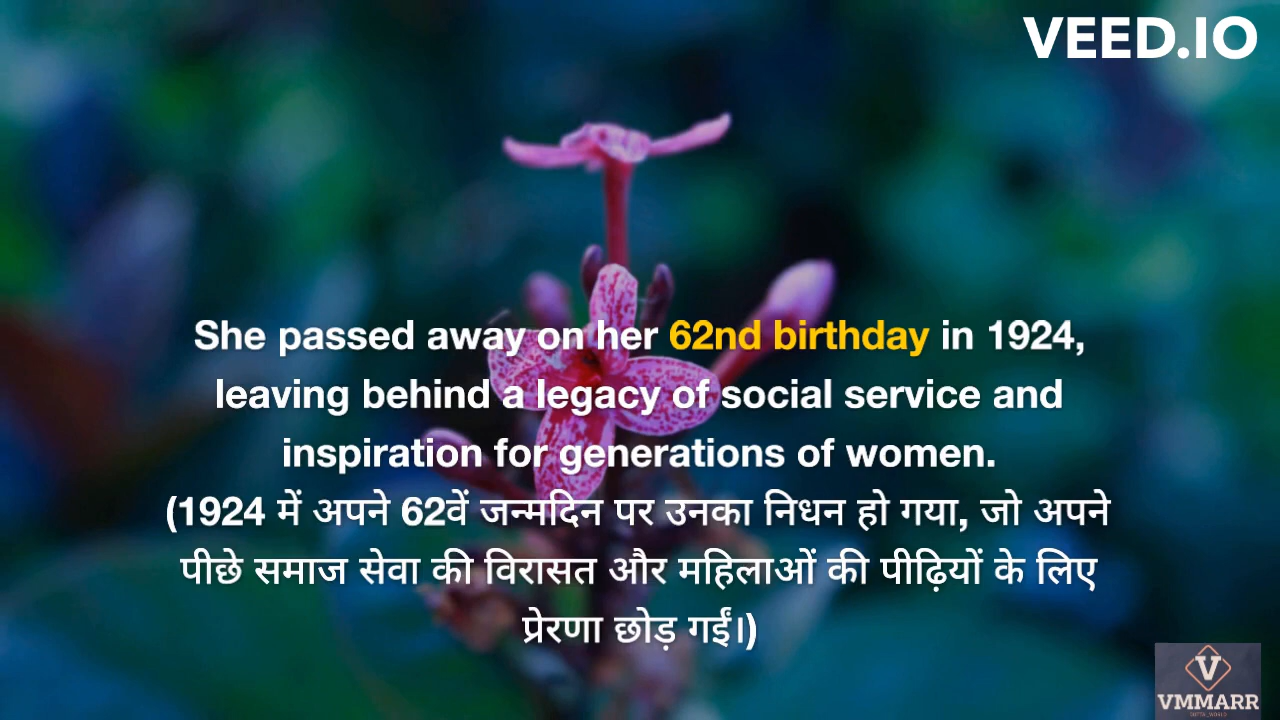 VEED.IO
She passed away on her 62nd birthday in 1924,
leaving behind a legacy of social service and
inspiration for generations of women.
(1924 में अपने 62वें जन्मदिन पर उनका निधन हो गया, जो अपने
पीछे समाज सेवा की विरासत और महिलाओं की पीढ़ियों के लिए
प्रेरणा छोड़ गईं।)
V
VMMARR